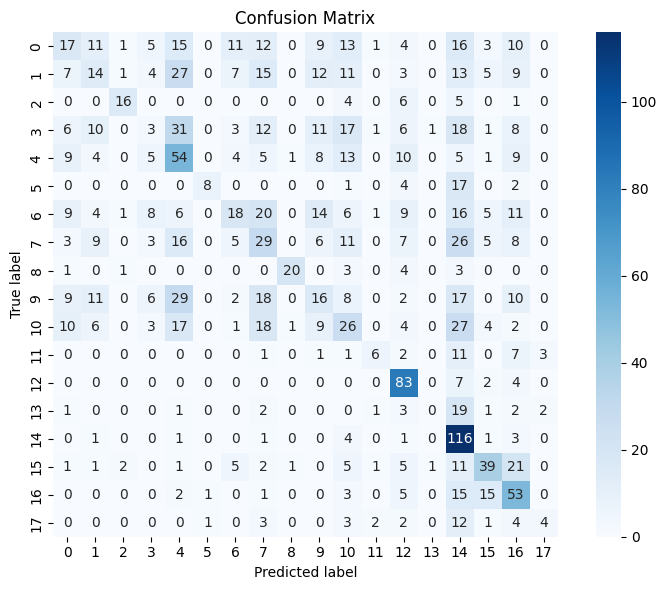 Confusion Matrix
0 17 11 1 5 15 0 11 12 0 9 13 1 4 0 16 3 10 0
1 7 14 1 4 27 0 7 15 0 12 11 0 3 0 13 5 9 0
2 0 0 16 0 0 0 0 0 0 0 4 0 6 0 5 0 1 0
3 6 10 0 3 31 0 3 12 0 11 17 1 6 1 18 1 8 0
4 9 4 0 5 54 0 4 5 1 8 13 0 10 0 5 1 9 0
5 0 0 0 0 0 8 0 0 0 0 1 0 4 0 17 0 2 0
6 9 4 1 8 6 0 18 20 0 14 6 1 9 0 16 5 11 0
7 3 9 0 3 16 0 5 29 0 6 11 0 7 0 26 5 8 0
8 1 0 1 0 0 0 0 0 20 0 3 0 4 0 3 0 0 0
9 9 11 0 6 29 0 2 18 0 16 8 0 2 0 17 0 10 0
10 10 6 0 3 17 0 1 18 1 9 26 0 4 0 27 4 2 0
11 0 0 0 0 0 0 0 1 0 1 1 6 2 0 11 0 7 3
12 0 0 0 0 0 0 0 0 0 0 0 0 83 0 7 2 4 0
13 1 0 0 0 1 0 0 2 0 0 0 1 3 0 19 1 2 2
14 0 1 0 0 1 0 0 1 0 0 4 0 1 0 116 1 3 0
15 1 1 2 0 1 0 5 2 1 0 5 1 5 1 11 39 21 0
16 0 0 0 0 2 1 0 1 0 0 3 0 5 0 15 15 53 0
17 0 0 0 0 0 1 0 3 0 0 3 2 2 0 12 1 4 4
0 1 2 3 4 5 6 7 8 9 10 11 12 13 14 15 16 17
True label
Predicted label
100
80
60
40
20
0